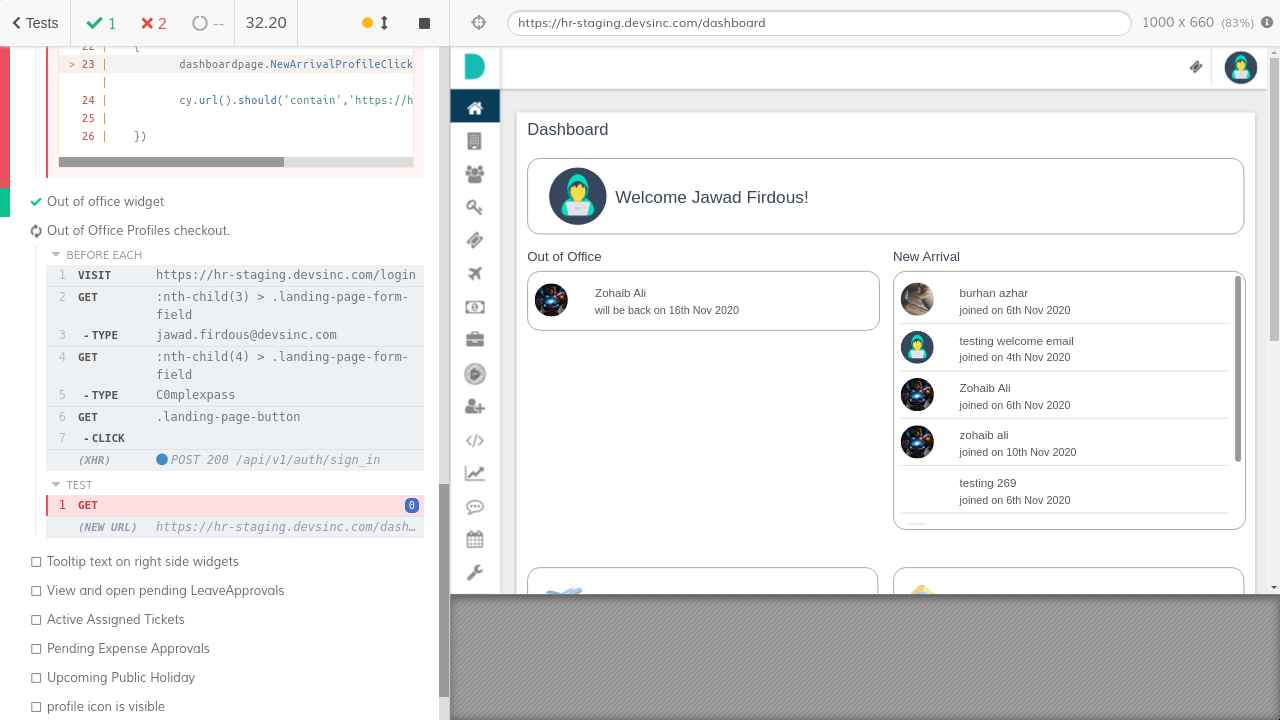 Tests
1
2
--
32.20
https://hr-staging.devsinc.com/dashboard
1000 x 660 (83%)
22 | {
> 23 | dashboardpage.NewArrivalProfileClick
|
24 | cy.url().should('contain','https://h
25 |
26 | })
Out of office widget
Out of Office Profiles checkout.
BEFORE EACH
1 VISIT https://hr-staging.devsinc.com/login
2 GET :nth-child(3) > .landing-page-form-
field
3 -TYPE jawad.firdous@devsinc.com
4 GET :nth-child(4) > .landing-page-form-
field
5 -TYPE C0mplexpass
6 GET .landing-page-button
7 -CLICK
(XHR) POST 200 /api/v1/auth/sign_in
TEST
1 GET 0
(NEW URL) https://hr-staging.devsinc.com/dash…
Tooltip text on right side widgets
View and open pending LeaveApprovals
Active Assigned Tickets
Pending Expense Approvals
Upcoming Public Holiday
profile icon is visible
Dashboard
Welcome Jawad Firdous!
Out of Office
Zohaib Ali
will be back on 16th Nov 2020
New Arrival
burhan azhar
joined on 6th Nov 2020
testing welcome email
joined on 4th Nov 2020
Zohaib Ali
joined on 6th Nov 2020
zohaib ali
joined on 10th Nov 2020
testing 269
joined on 6th Nov 2020